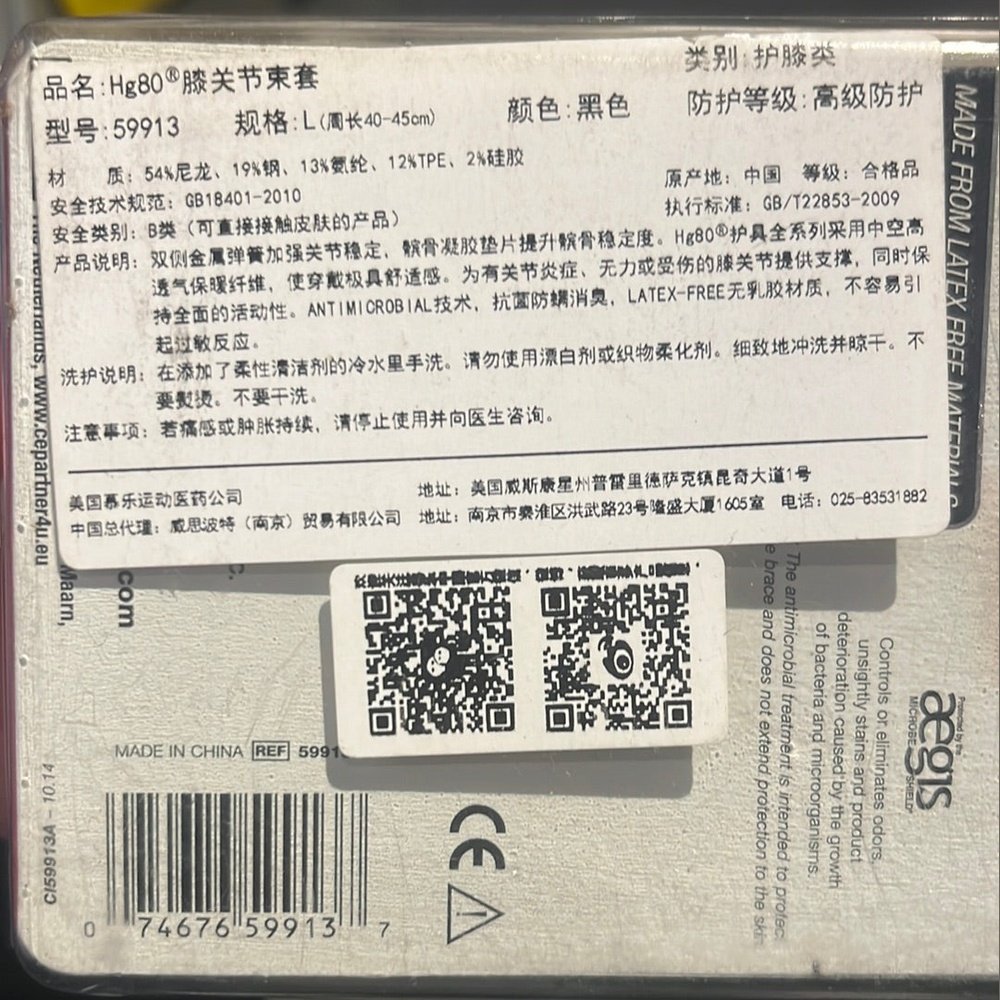 品名:Hg80®膝关节束套
类别:护膝类
型号:59913 规格:L(周长40-45cm) 颜色:黑色 防护等级:高级防护
材 质: 54%尼龙、19%钢、13%氨纶、12%TPE、2%硅胶
原产地: 中国 等级: 合格品
安全技术规范: GB18401-2010
执行标准: GB/T22853-2009
安全类别: B类 (可直接接触皮肤的产品)
产品说明: 双侧金属弹簧加强关节稳定, 髌骨凝胶垫片提升髌骨稳定度。Hg80®护具全系列采用中空高
透气保暖纤维, 使穿戴极具舒适感。为有关节炎症、无力或受伤的膝关节提供支撑, 同时保
持全面的活动性。ANTIMICROBIAL技术, 抗菌防螨消臭, LATEX-FREE无乳胶材质, 不容易引
起过敏反应。
洗护说明: 在添加了柔性清洁剂的冷水里手洗。请勿使用漂白剂或织物柔化剂。细致地冲洗并晾干。不
要熨烫。不要干洗。
注意事项: 若痛感或肿胀持续, 请停止使用并向医生咨询。
美国慕乐运动医药公司
地址: 美国威斯康星州普雷里德萨克镇昆奇大道1号
中国总代理: 威思波特 (南京) 贸易有限公司 地址: 南京市秦淮区洪武路23号隆盛大厦1605室 电话: 025-83531882
MADE FROM LATEX FREE MATERIALS
Netherlands, www.cepartner4u.eu
Maarn,
.com
C.
MADE IN CHINA REF 5991
CI59913A – 10.14
0 74676 59913 7
CE
The antimicrobial treatment is intended to protect
e brace and does not extend protection to the skin
Controls or eliminates odors,
unsightly stains and product
deterioration caused by the growth
of bacteria and microorganisms.
Promoted by the
ægis
MICROBE SHIELD